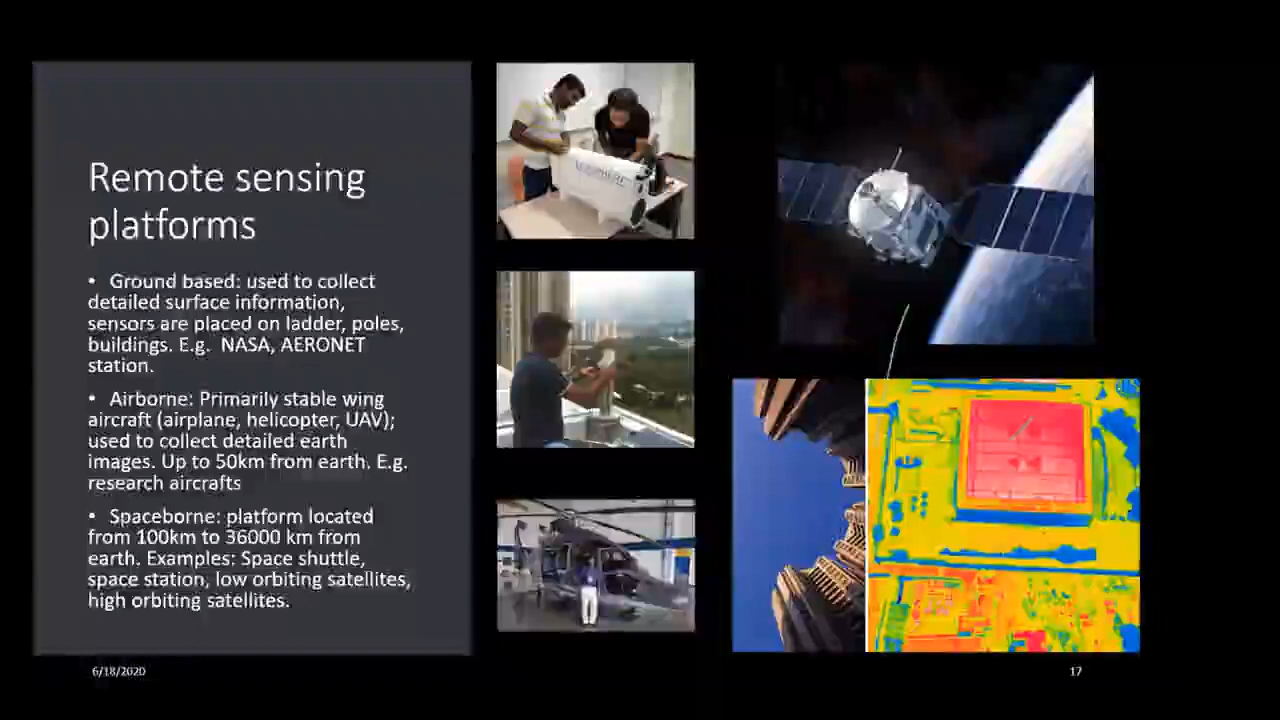 Remote sensing
platforms
• Ground based: used to collect
detailed surface information,
sensors are placed on ladder, poles,
buildings. E.g. NASA, AERONET
station.
• Airborne: Primarily stable wing
aircraft (airplane, helicopter, UAV);
used to collect detailed earth
images. Up to 50km from earth. E.g.
research aircrafts
• Spaceborne: platform located
from 100km to 36000 km from
earth. Examples: Space shuttle,
space station, low orbiting satellites,
high orbiting satellites.
6/18/2020
17